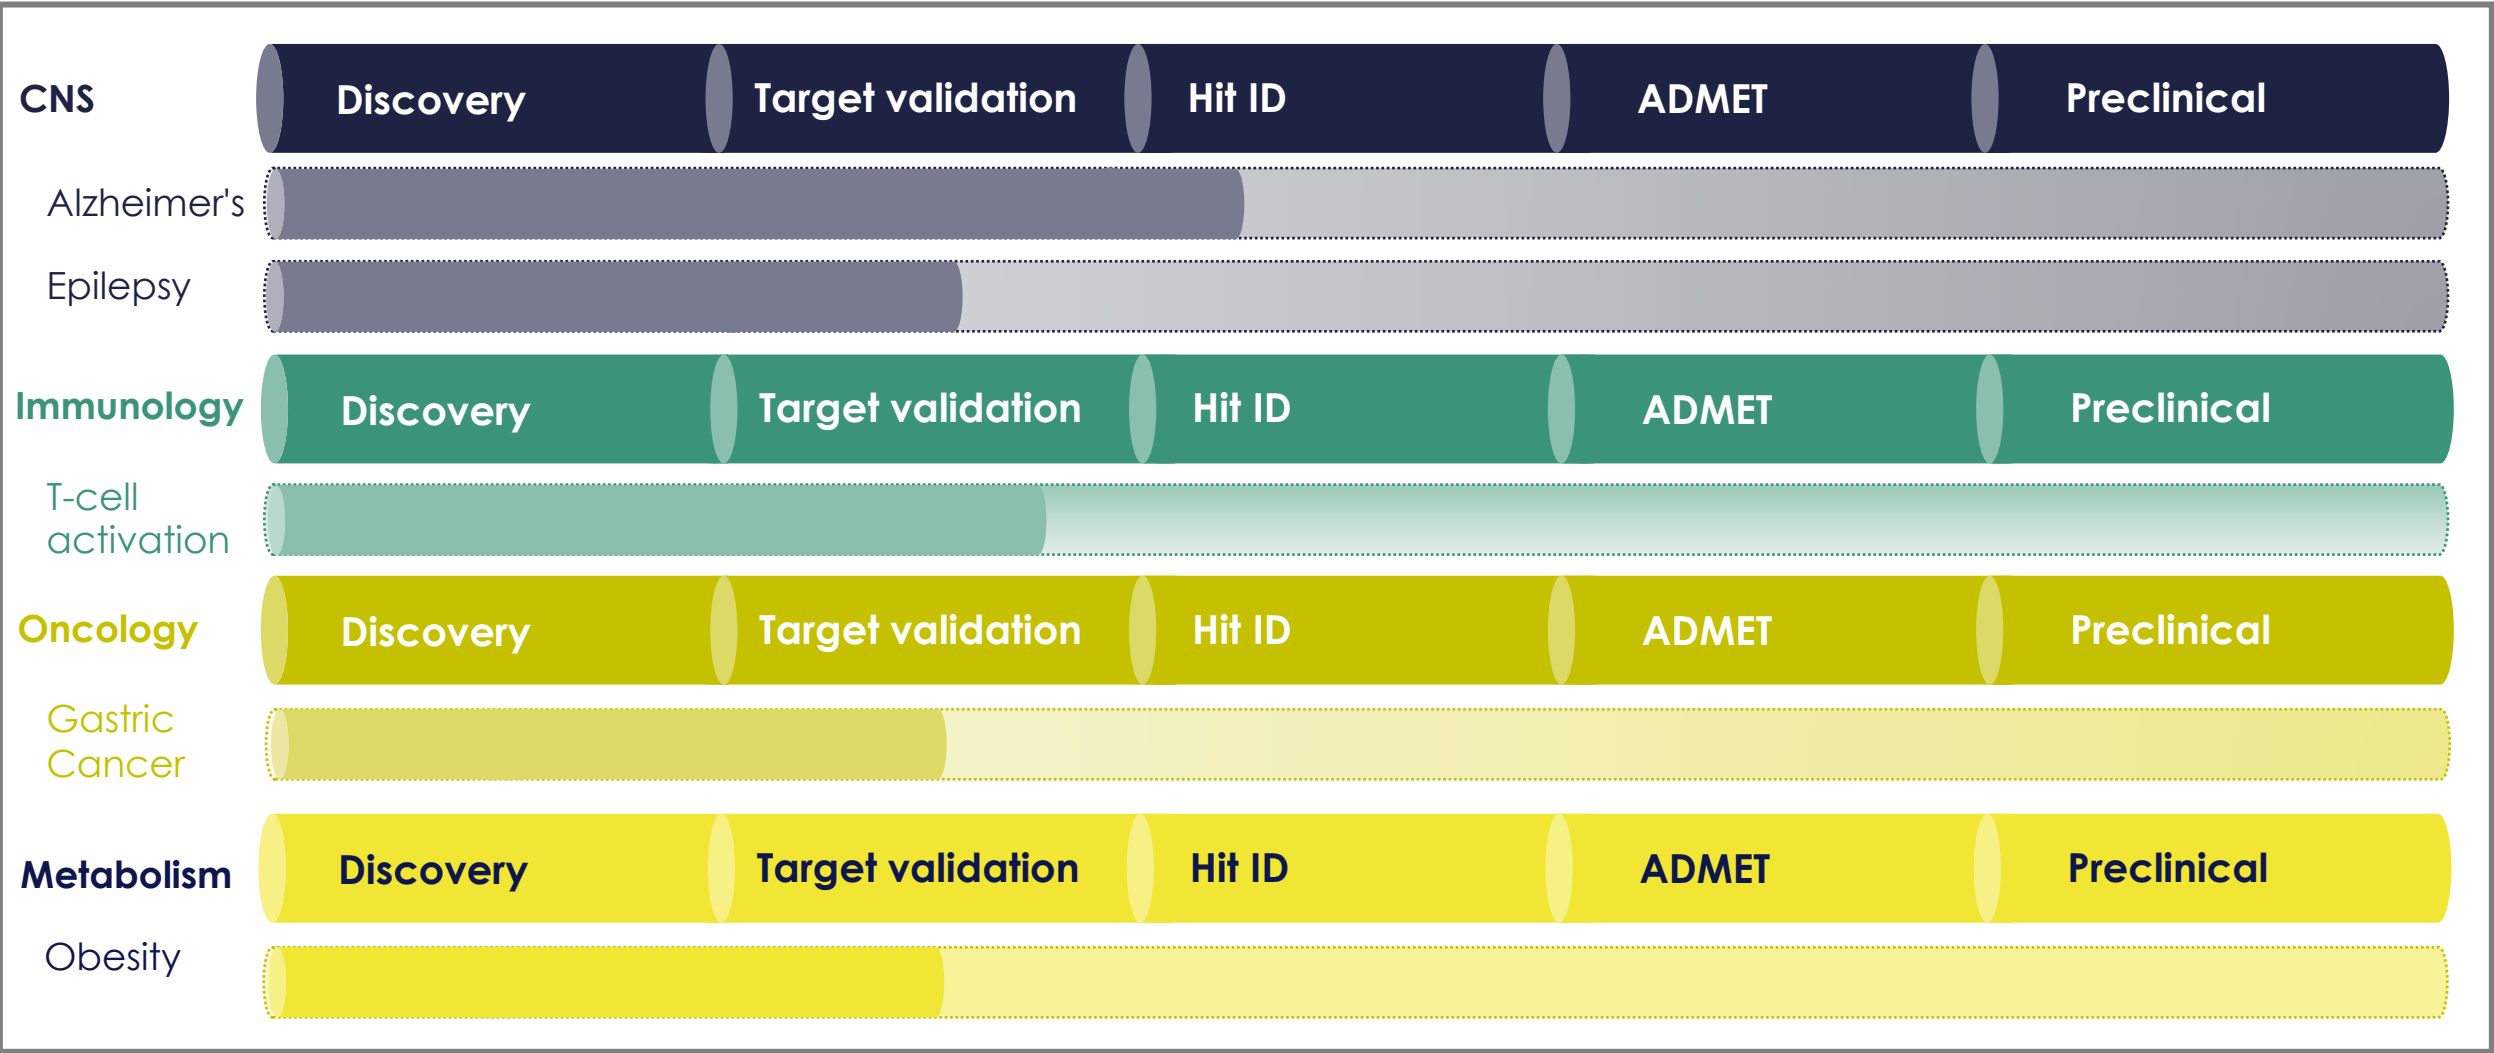 CNS Discovery Target validation Hit ID ADMET Preclinical
Alzheimer's
Epilepsy
Immunology Discovery Target validation Hit ID ADMET Preclinical
T-cell
activation
Oncology Discovery Target validation Hit ID ADMET Preclinical
Gastric
Cancer
Metabolism Discovery Target validation Hit ID ADMET Preclinical
Obesity